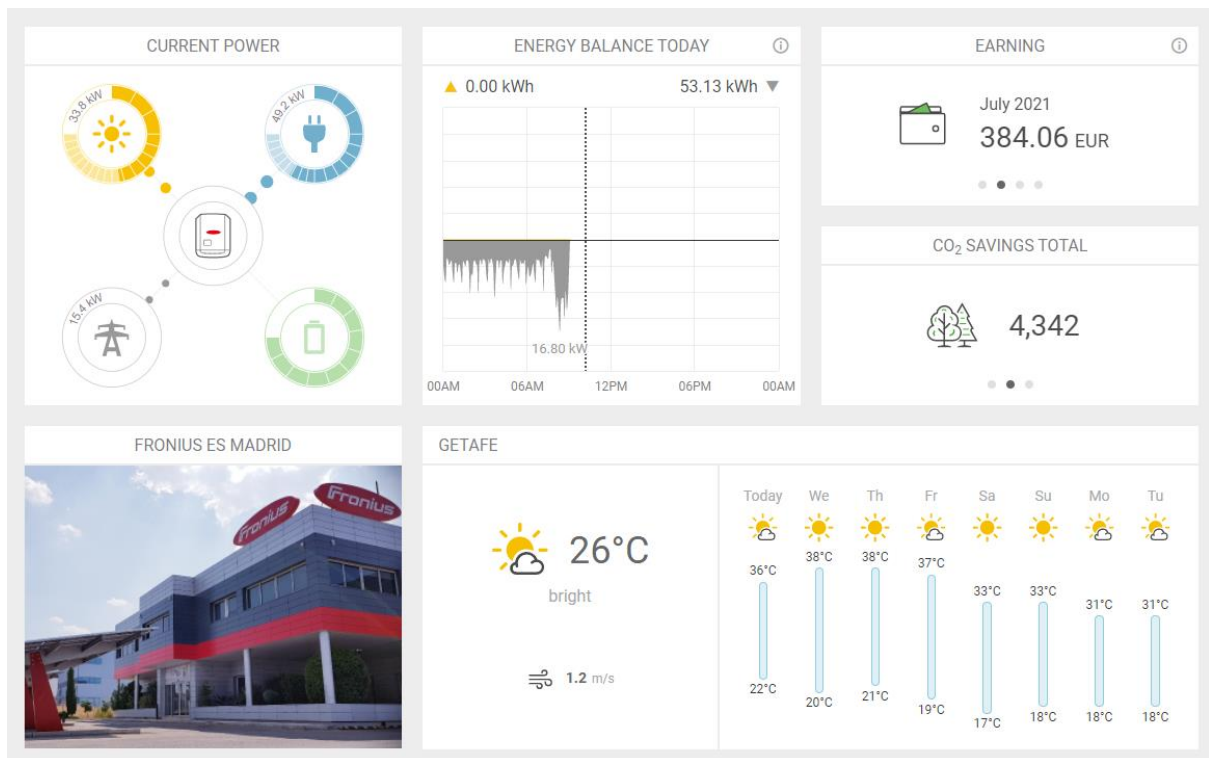 CURRENT POWER
33.8 kW
49.2 kW
15.4 kW
ENERGY BALANCE TODAY
0.00 kWh
53.13 kWh
16.80 kW
00AM 06AM 12PM 06PM 00AM
EARNING
July 2021
384.06 EUR
CO₂ SAVINGS TOTAL
4,342
FRONIUS ES MADRID
Fronius
Fronius
GETAFE
26°C
bright
1.2 m/s
Today We Th Fr Sa Su Mo Tu
36°C 38°C 38°C 37°C 33°C 33°C 31°C 31°C
22°C 20°C 21°C 19°C 17°C 18°C 18°C 18°C